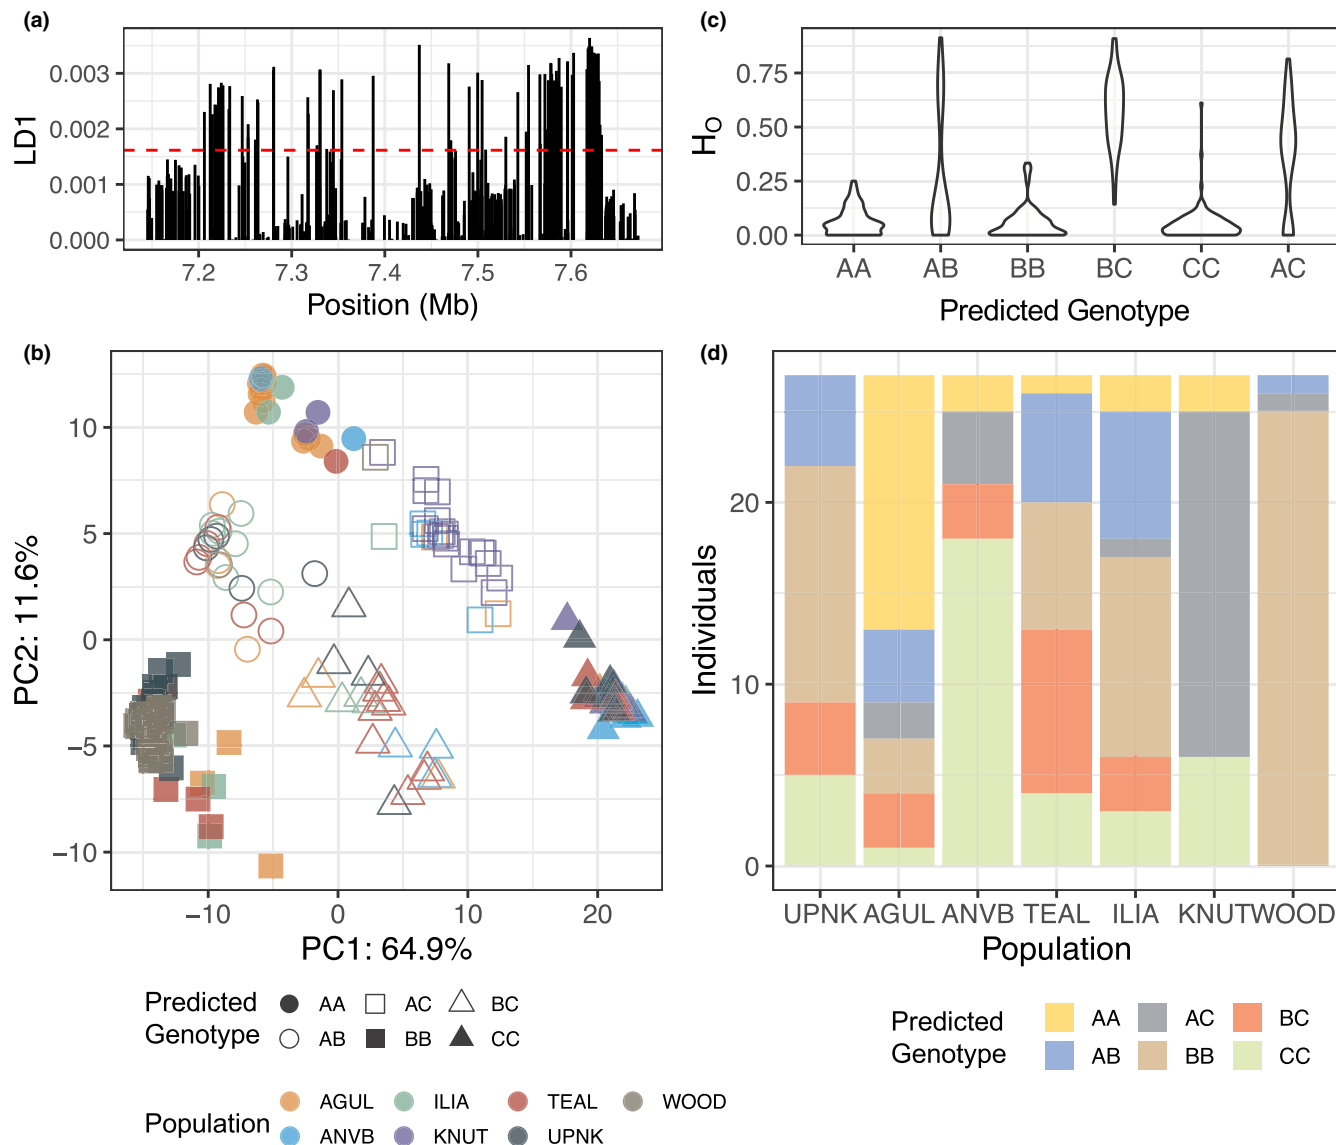 (a)
LD1
0.003
0.002
0.001
0.000
7.2 7.3 7.4 7.5 7.6
Position (Mb)
(c)
HO
0.75
0.50
0.25
0.00
AA AB BB BC CC AC
Predicted Genotype
(b)
PC2: 11.6%
10
5
0
−5
−10
−10 0 10 20
PC1: 64.9%
Predicted Genotype
AA AC BC
AB BB CC
Population
AGUL ILIA TEAL WOOD
ANVB KNUT UPNK
(d)
Individuals
20
10
0
UPNK AGUL ANVB TEAL ILIA KNUT WOOD
Population
Predicted Genotype
AA AC BC
AB BB CC